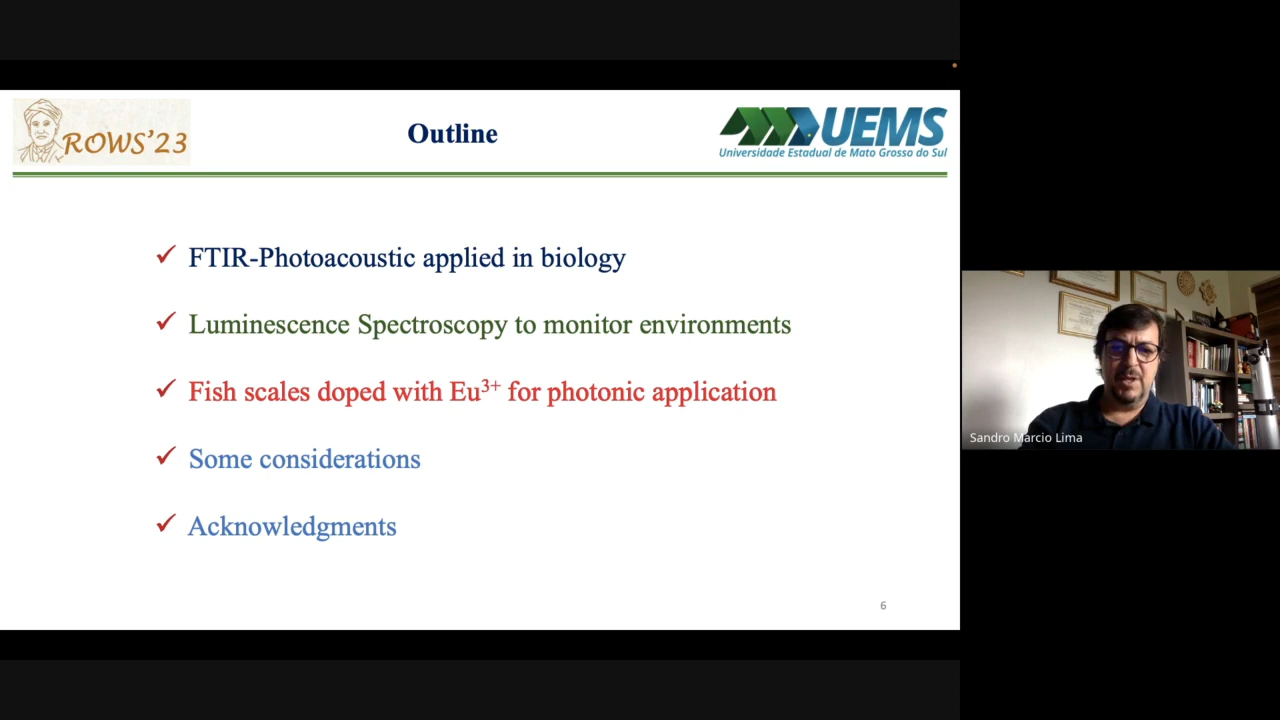 ROWS'23
Outline
UEMS
Universidade Estadual de Mato Grosso do Sul
FTIR-Photoacoustic applied in biology
Luminescence Spectroscopy to monitor environments
Fish scales doped with Eu³⁺ for photonic application
Some considerations
Acknowledgments
6
Sandro Marcio Lima